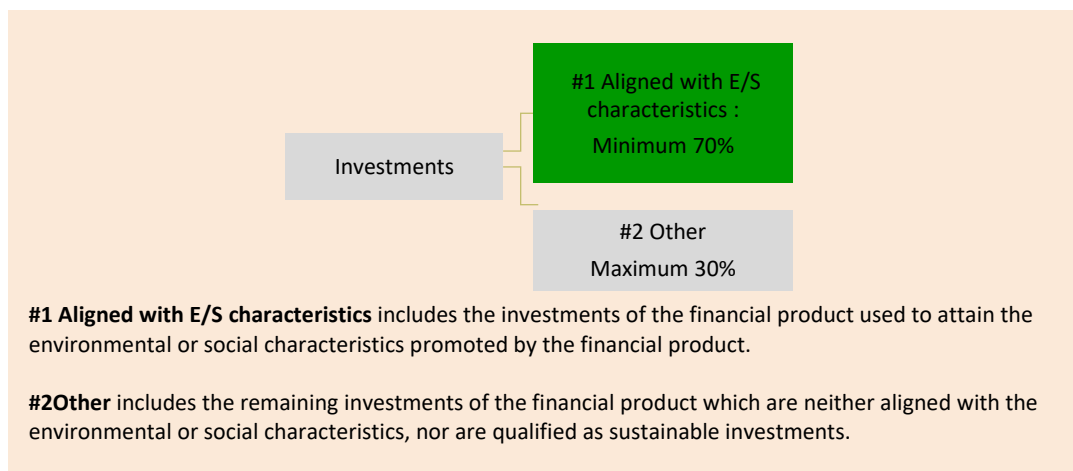 #1 Aligned with E/S
characteristics :
Minimum 70%
Investments
#2 Other
Maximum 30%
#1 Aligned with E/S characteristics includes the investments of the financial product used to attain the
environmental or social characteristics promoted by the financial product.
#2Other includes the remaining investments of the financial product which are neither aligned with the
environmental or social characteristics, nor are qualified as sustainable investments.